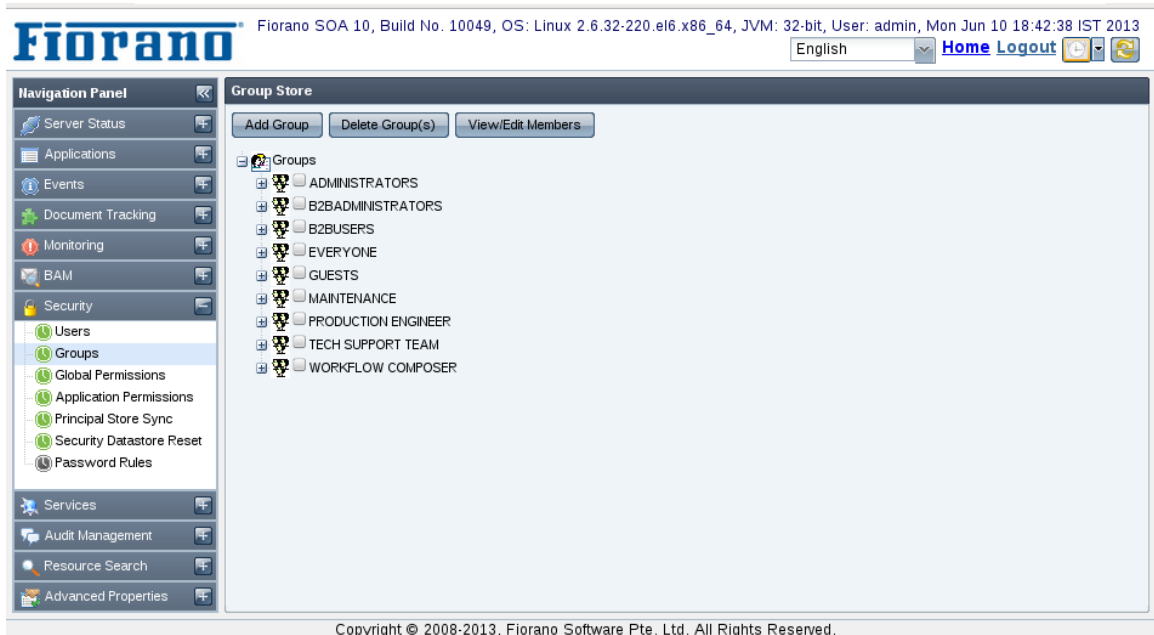 Fiorano
Fiorano SOA 10, Build No. 10049, OS: Linux 2.6.32-220.el6.x86_64, JVM: 32-bit, User: admin, Mon Jun 10 18:42:38 IST 2013
English Home Logout
Navigation Panel
Server Status
Applications
Events
Document Tracking
Monitoring
BAM
Security
Users
Groups
Global Permissions
Application Permissions
Principal Store Sync
Security Datastore Reset
Password Rules
Services
Audit Management
Resource Search
Advanced Properties
Group Store
Add Group Delete Group(s) View/Edit Members
Groups
ADMINISTRATORS
B2BADMINISTRATORS
B2BUSERS
EVERYONE
GUESTS
MAINTENANCE
PRODUCTION ENGINEER
TECH SUPPORT TEAM
WORKFLOW COMPOSER
Copyright © 2008-2013, Fiorano Software Pte. Ltd. All Rights Reserved.